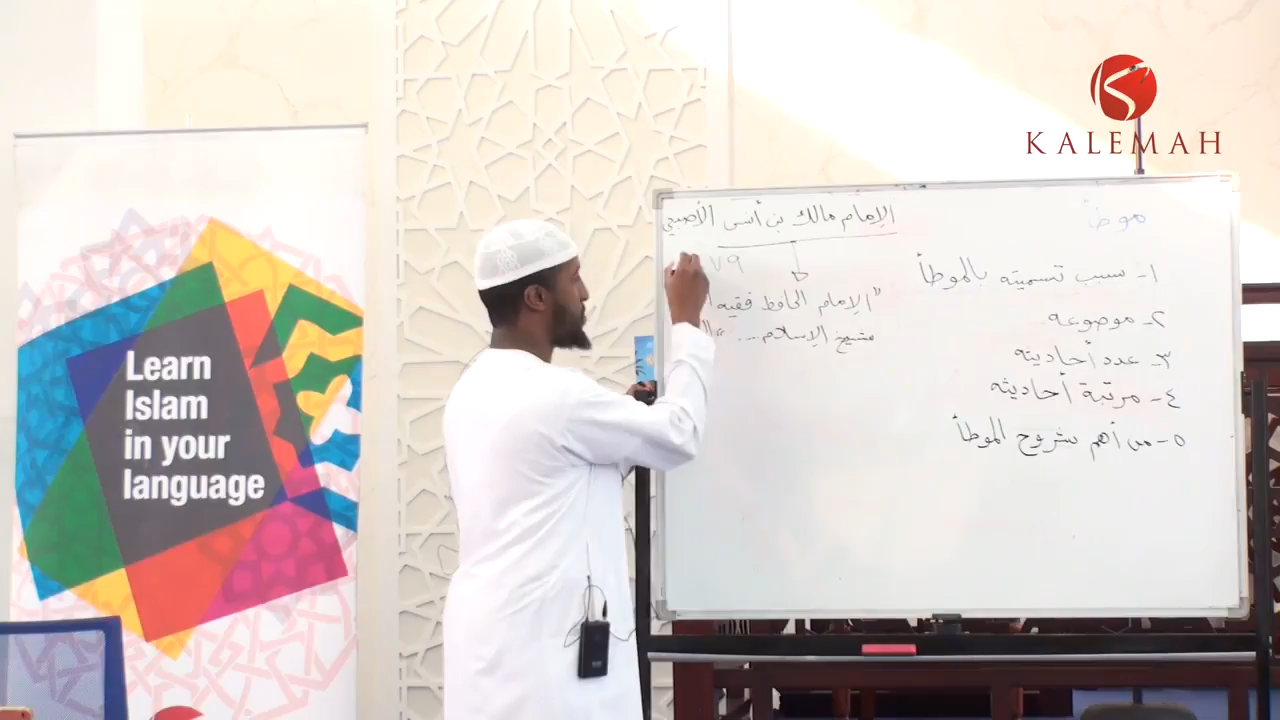 KALEMAH
Learn
Islam
in your
language
موطأ
الإمام مالك بن أنس الأصبحي
٧٩
"الإمام الحافظ فقيه
شيخ الإسلام...."
١- سبب تسميته بالموطأ
٢- موضوعه
٣- عدد أحاديثه
٤- مرتبة أحاديثه
٥- من أهم شروح الموطأ